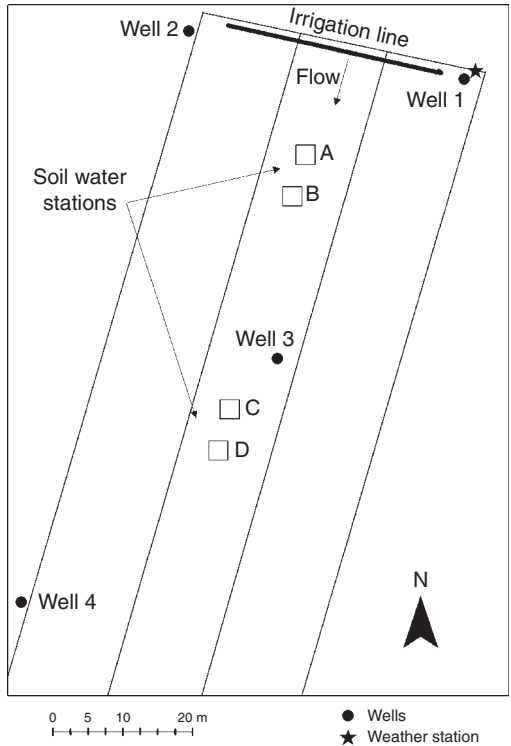 Irrigation line
Well 2
Flow
Well 1
A
Soil water
stations
B
Well 3
C
D
N
Well 4
0 5 10 20 m
Wells
Weather station